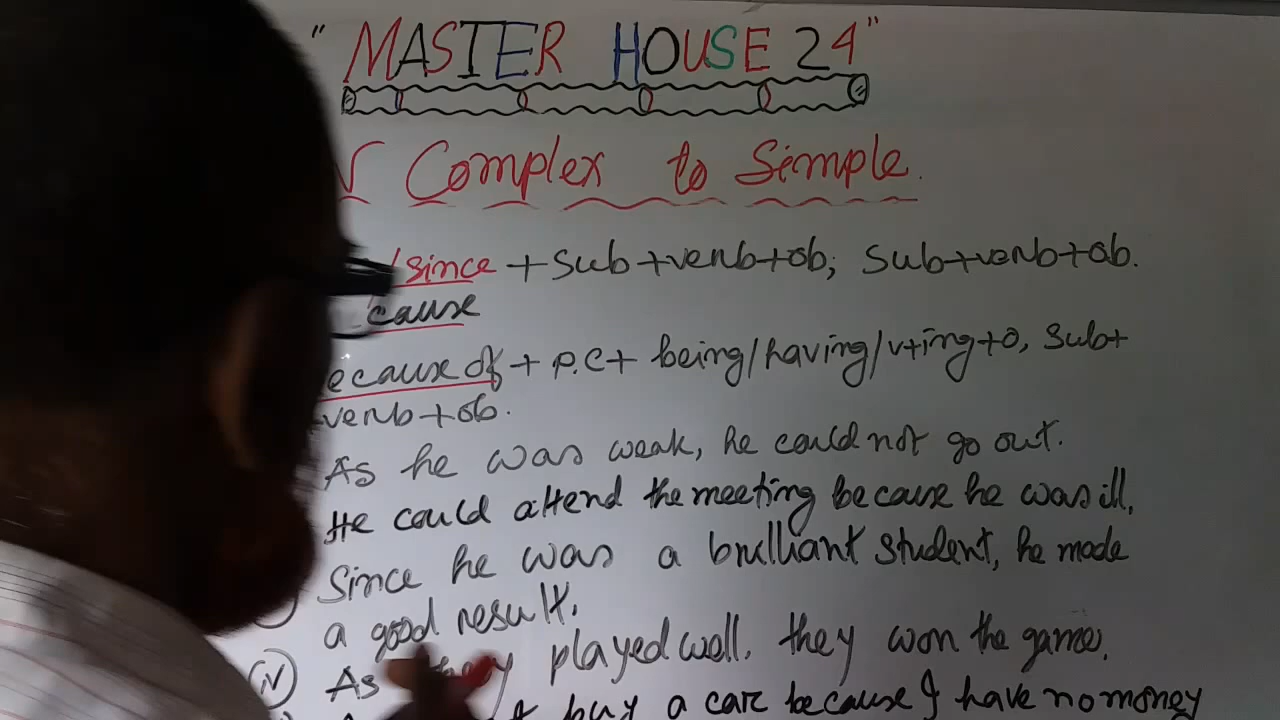 "MASTER HOUSE 24"
Complex to Simple.
/since + sub+verb+ob; sub+verb+ob.
cause
ecause of + p.c+ being/having/v+ing+o, sub+
+verb+ob.
As he was weak, he could not go out.
He could attend the meeting because he was ill.
Since he was a brilliant student, he made
a good result.
(iv) As they played well, they won the game.
buy a car because I have no money